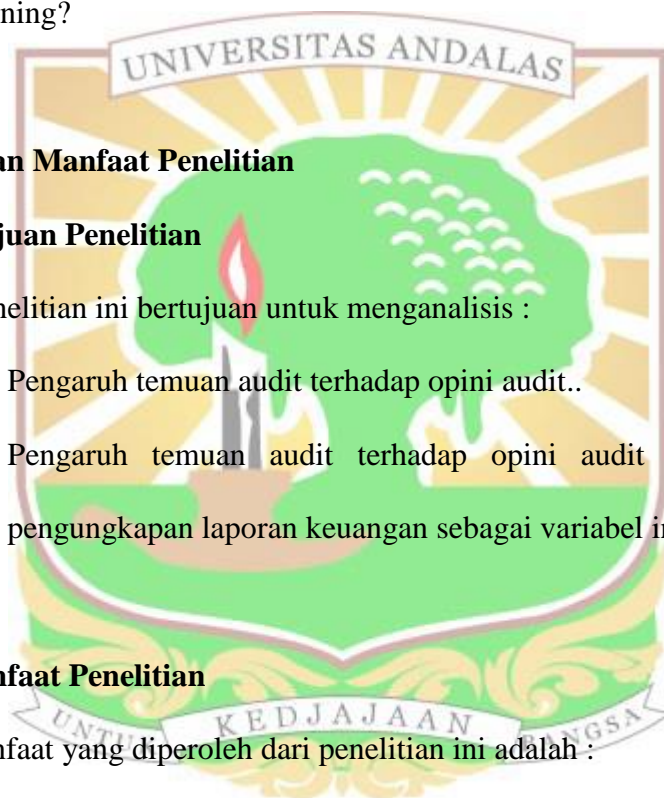 ning?
UNIVERSITAS ANDALAS
an Manfaat Penelitian
juan Penelitian
nelitian ini bertujuan untuk menganalisis :
Pengaruh temuan audit terhadap opini audit..
Pengaruh temuan audit terhadap opini audit
pengungkapan laporan keuangan sebagai variabel in
nfaat Penelitian
UNTUK KEDJAJAAN BANGSA
nfaat yang diperoleh dari penelitian ini adalah :